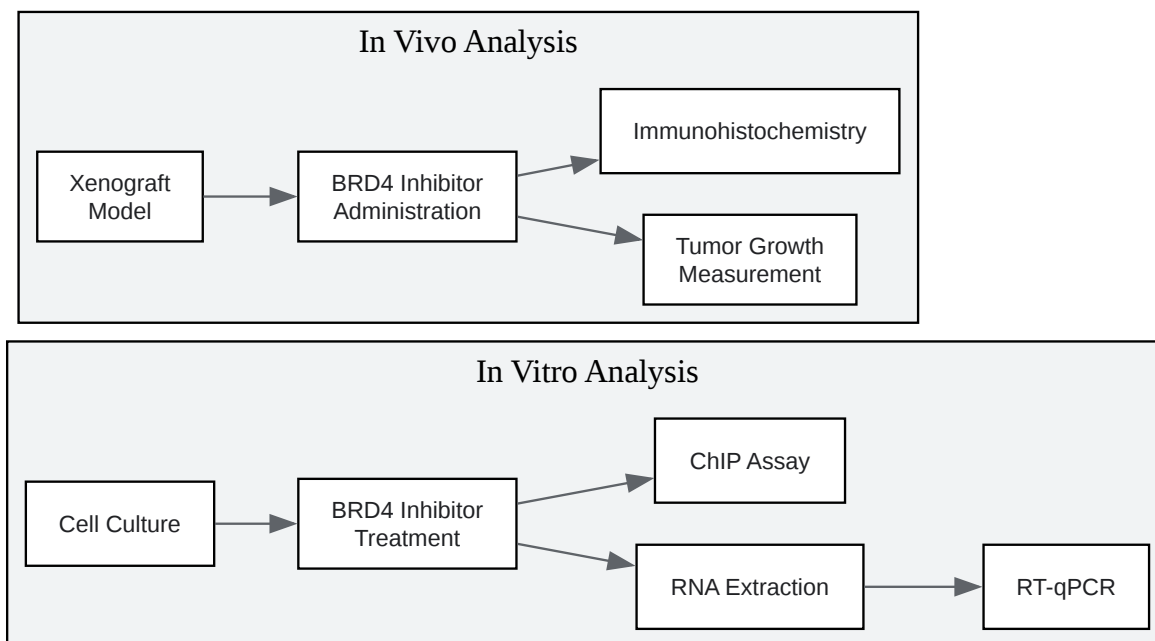 In Vivo Analysis
Immunohistochemistry
Xenograft
Model
BRD4 Inhibitor
Administration
Tumor Growth
Measurement
In Vitro Analysis
ChIP Assay
Cell Culture
BRD4 Inhibitor
Treatment
RNA Extraction
RT-qPCR